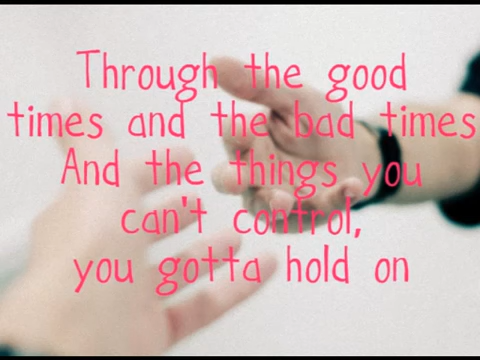 Through the good
times and the bad times
And the things you
can't control,
you gotta hold on